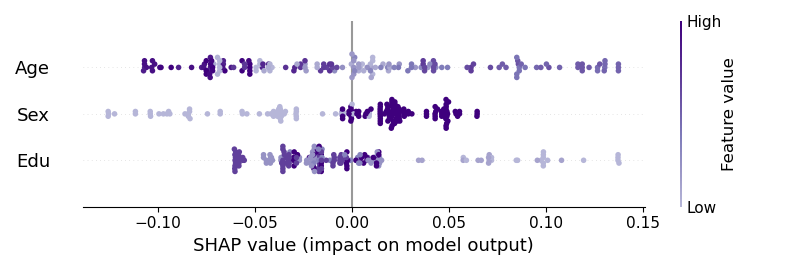 High
Age
Sex
Edu
Feature value
Low
−0.10 −0.05 0.00 0.05 0.10 0.15
SHAP value (impact on model output)